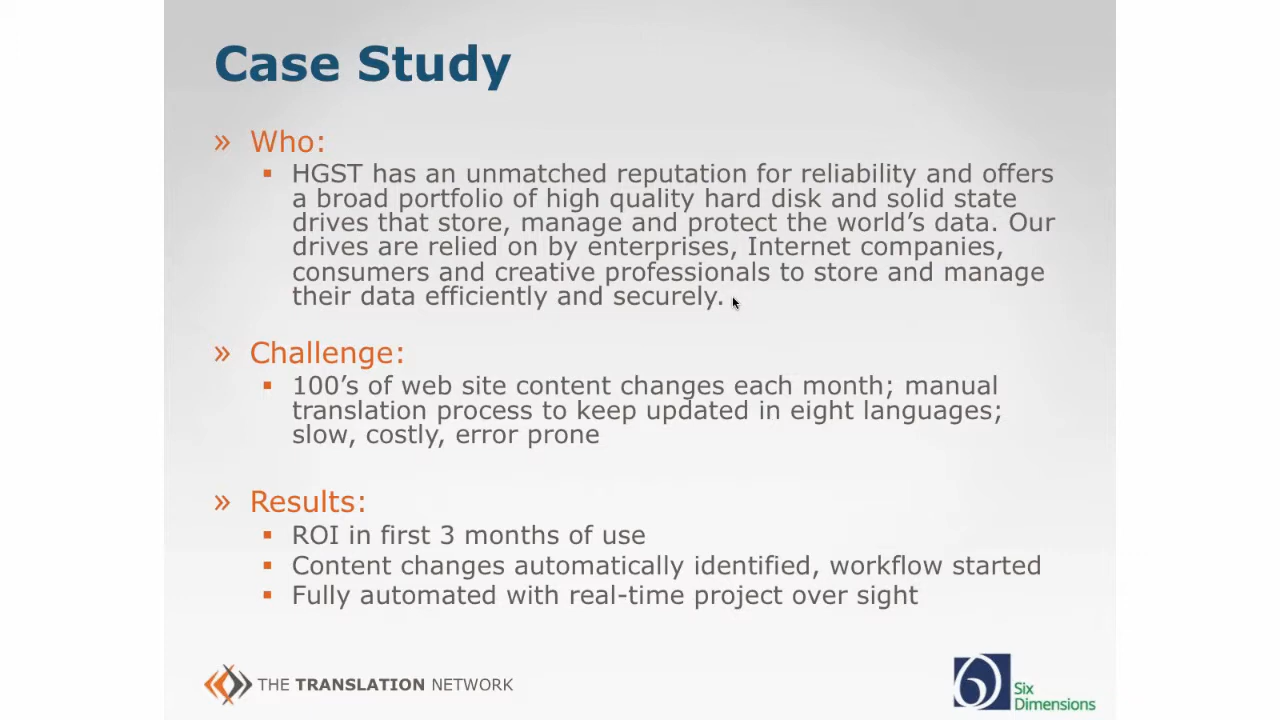 Case Study
» Who:
▪ HGST has an unmatched reputation for reliability and offers
a broad portfolio of high quality hard disk and solid state
drives that store, manage and protect the world’s data. Our
drives are relied on by enterprises, Internet companies,
consumers and creative professionals to store and manage
their data efficiently and securely.
» Challenge:
▪ 100’s of web site content changes each month; manual
translation process to keep updated in eight languages;
slow, costly, error prone
» Results:
▪ ROI in first 3 months of use
▪ Content changes automatically identified, workflow started
▪ Fully automated with real-time project over sight
THE TRANSLATION NETWORK
Six
Dimensions